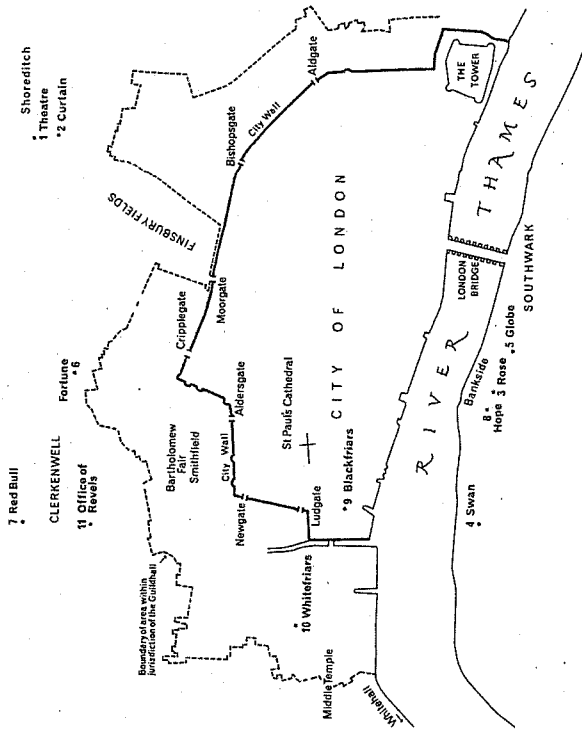 7 Red Bull
CLERKENWELL
11 Office of
Revels
Fortune
6
Shoreditch
1 Theatre
2 Curtain
FINSBURY FIELDS
Boundary of area within
jurisdiction of the Guildhall
Bartholomew
Fair
Smithfield
Cripplegate
Moorgate
Bishopsgate
City Wall
Aldgate
Newgate
City Wall
Aldersgate
Ludgate
St Paul's Cathedral
CITY OF LONDON
10 Whitefriars
9 Blackfriars
Middle Temple
Whitehall
THE
TOWER
RIVER
THAMES
LONDON
BRIDGE
4 Swan
Bankside
8
Hope
3 Rose
5 Globe
SOUTHWARK